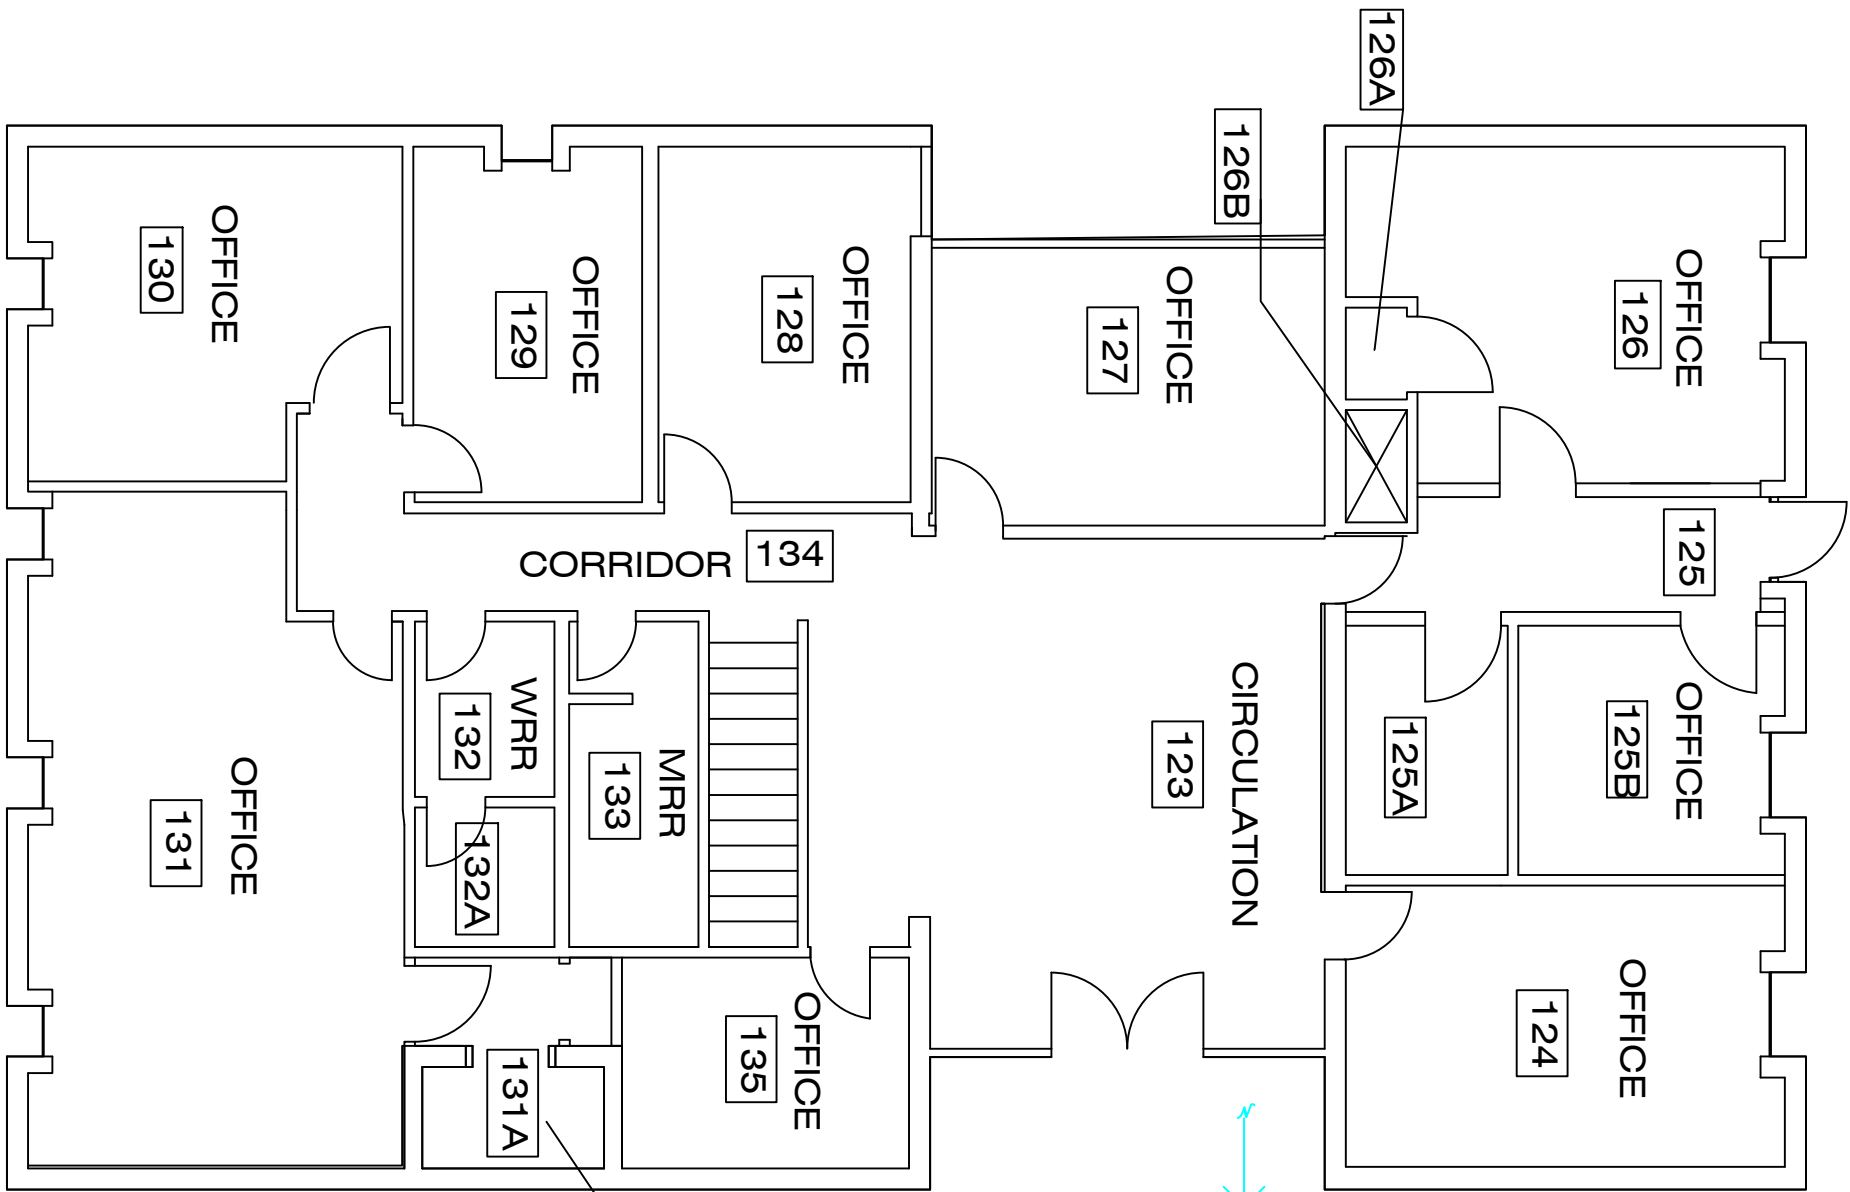 126A
126B
OFFICE
130
OFFICE
129
OFFICE
128
OFFICE
127
OFFICE
126
CORRIDOR 134
125
WRR
132
MRR
133
132A
OFFICE
131
CIRCULATION
123
125A
OFFICE
125B
OFFICE
135
131A
OFFICE
124
N